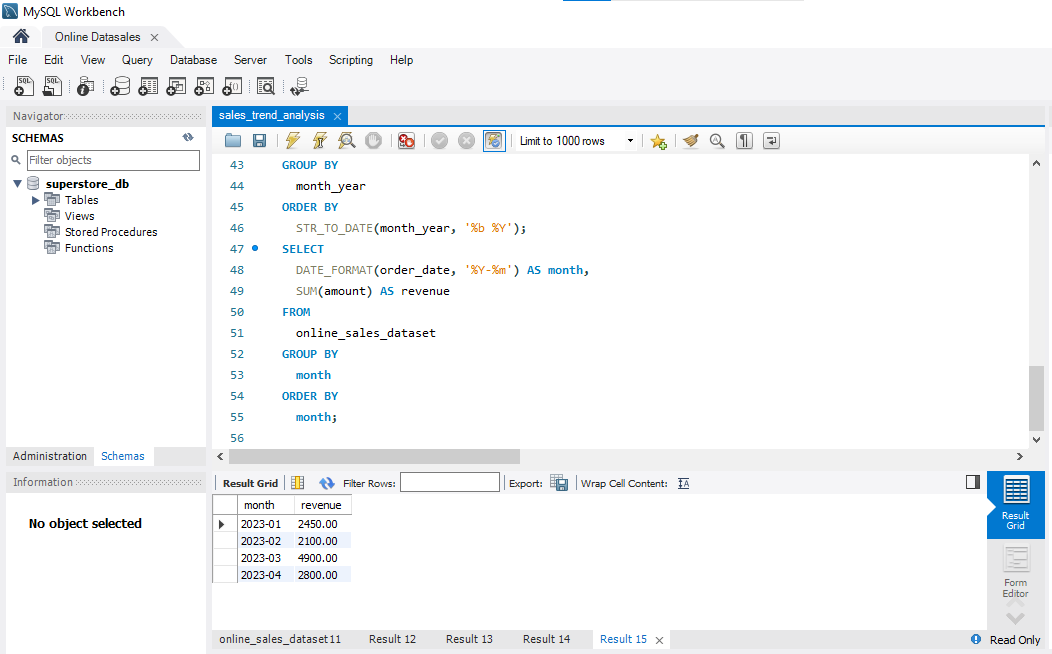 MySQL Workbench
Online Datasales
File Edit View Query Database Server Tools Scripting Help
Navigator
SCHEMAS
Filter objects
superstore_db
Tables
Views
Stored Procedures
Functions
Administration Schemas
Information
No object selected
sales_trend_analysis
Limit to 1000 rows
43 GROUP BY
44 month_year
45 ORDER BY
46 STR_TO_DATE(month_year, '%b %Y');
47 SELECT
48 DATE_FORMAT(order_date, '%Y-%m') AS month,
49 SUM(amount) AS revenue
50 FROM
51 online_sales_dataset
52 GROUP BY
53 month
54 ORDER BY
55 month;
56
Result Grid Filter Rows: Export: Wrap Cell Content: IA
month revenue
2023-01 2450.00
2023-02 2100.00
2023-03 4900.00
2023-04 2800.00
Result
Grid
Form
Editor
online_sales_dataset11 Result 12 Result 13 Result 14 Result 15
Read Only